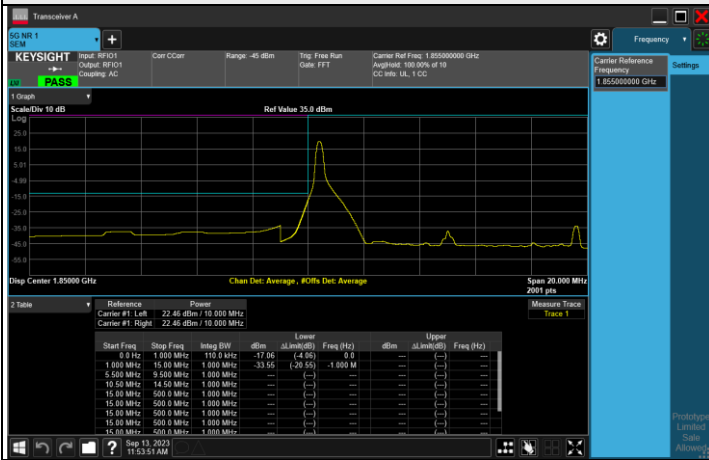 Transceiver A
5G NR 1
SEM
Frequency
KEYSIGHT
Input: RFIO1
Output: RFIO1
Coupling: AC
Corr CCorr
Range: -45 dBm
Trig: Free Run
Gate: FFT
Carrier Ref Freq: 1.855000000 GHz
Avg|Hold: 100.00% of 10
CC Info: UL, 1 CC
PASS
Carrier Reference
Frequency
1.855000000 GHz
Settings
1 Graph
Scale/Div 10 dB
Ref Value 35.0 dBm
Log
25.0
15.0
5.01
-4.99
-15.0
-25.0
-35.0
-45.0
-55.0
Disp Center 1.85000 GHz
Chan Det: Average , #Offs Det: Average
Span 20.000 MHz
2001 pts
2 Table
Reference Power
Carrier #1: Left 22.46 dBm / 10.000 MHz
Carrier #1: Right 22.46 dBm / 10.000 MHz
Measure Trace
Trace 1
Lower Upper
Start Freq Stop Freq Integ BW dBm ΔLimit(dB) Freq (Hz) dBm ΔLimit(dB) Freq (Hz)
0.0 Hz 1.000 MHz 110.0 kHz -17.06 (-4.06) 0.0 --- (---) ---
1.000 MHz 15.00 MHz 1.000 MHz -33.55 (-20.55) -1.000 M --- (---) ---
5.500 MHz 9.500 MHz 1.000 MHz --- (---) --- --- (---) ---
10.50 MHz 14.50 MHz 1.000 MHz --- (---) --- --- (---) ---
15.00 MHz 500.0 MHz 1.000 MHz --- (---) --- --- (---) ---
15.00 MHz 500.0 MHz 1.000 MHz --- (---) --- --- (---) ---
15.00 MHz 500.0 MHz 1.000 MHz --- (---) --- --- (---) ---
15.00 MHz 500.0 MHz 1.000 MHz --- (---) --- --- (---) ---
15.00 MHz 500.0 MHz 1.000 MHz --- (---) --- --- (---) ---
Prototype
Limited
Sale
Allowed
?
Sep 13, 2023
11:53:51 AM